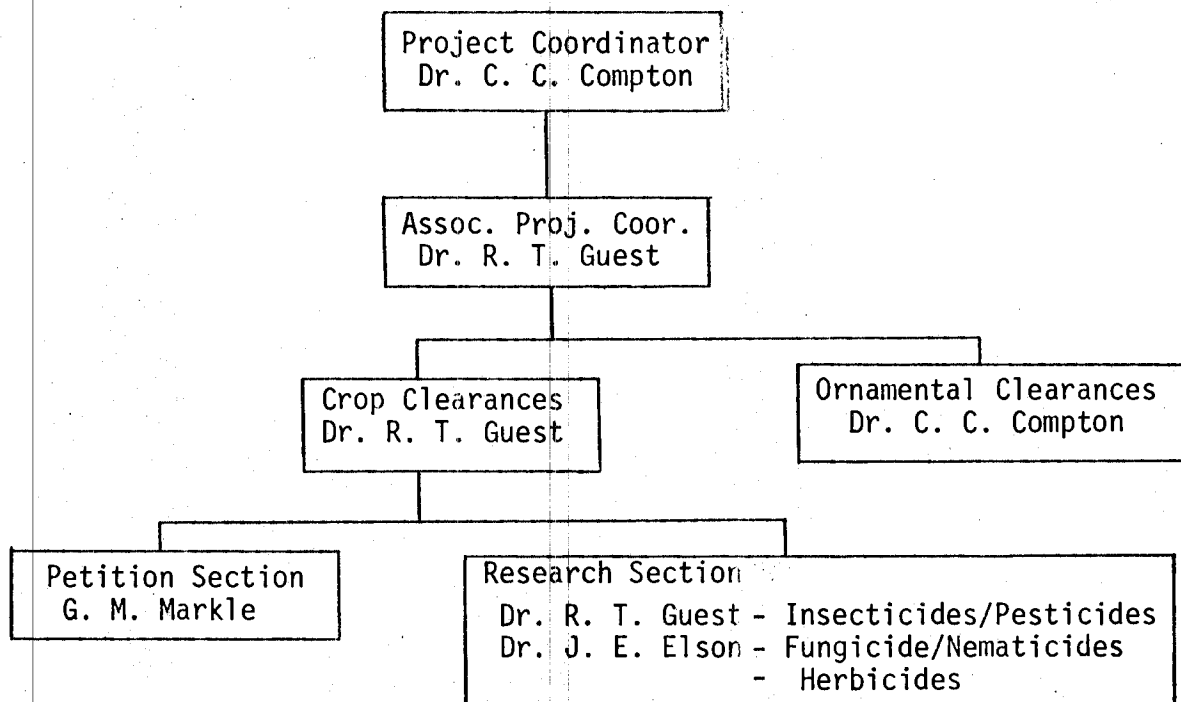 Project Coordinator
Dr. C. C. Compton
Assoc. Proj. Coor.
Dr. R. T. Guest
Crop Clearances
Dr. R. T. Guest
Ornamental Clearances
Dr. C. C. Compton
Petition Section
G. M. Markle
Research Section
Dr. R. T. Guest - Insecticides/Pesticides
Dr. J. E. Elson - Fungicide/Nematicides
- Herbicides